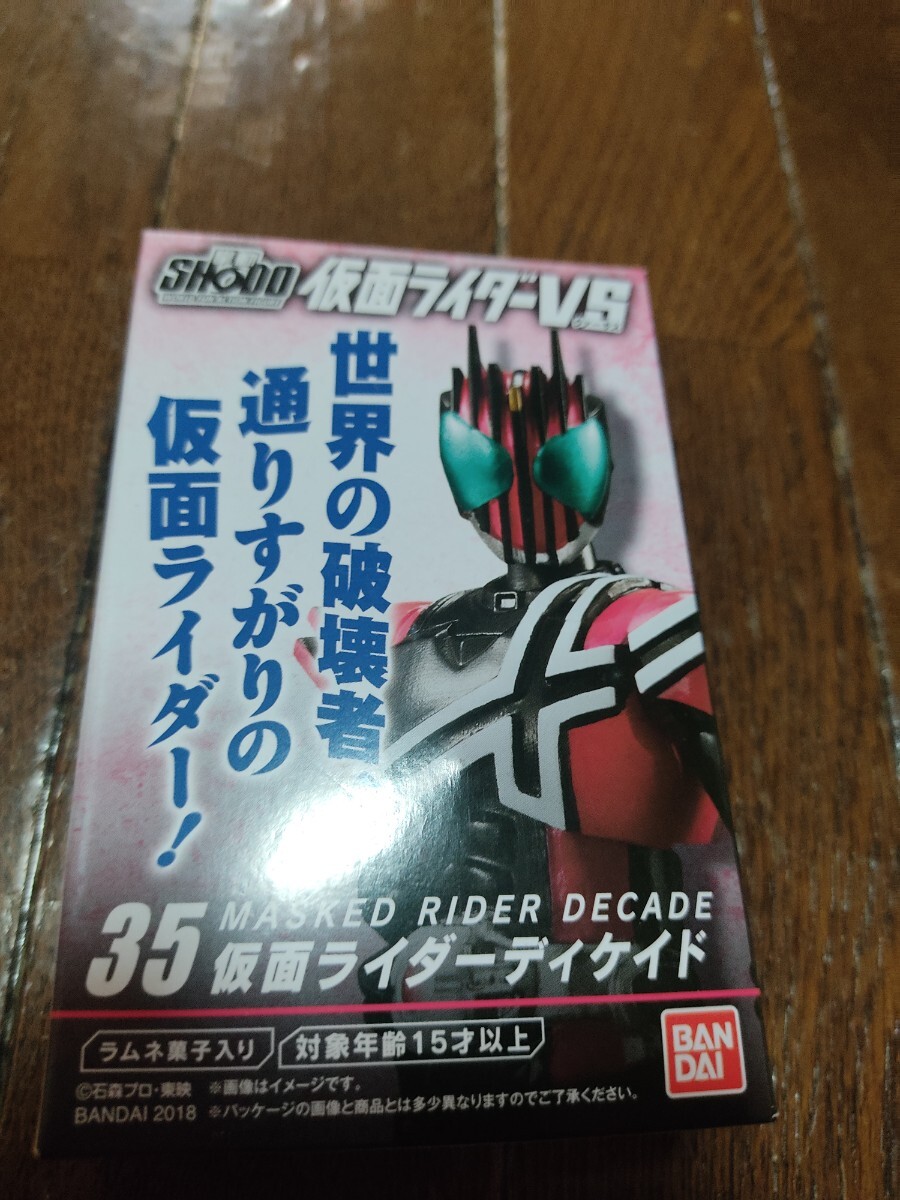 SHODO
仮面ライダーVS
世界の破壊者、
通りすがりの
仮面ライダー!
35
MASKED RIDER DECADE
仮面ライダーディケイド
ラムネ菓子入り
対象年齢15才以上
BAN
DAI
©石森プロ・東映 ※画像はイメージです。
BANDAI 2018 ※パッケージの画像と商品とは多少異なりますのでご了承ください。